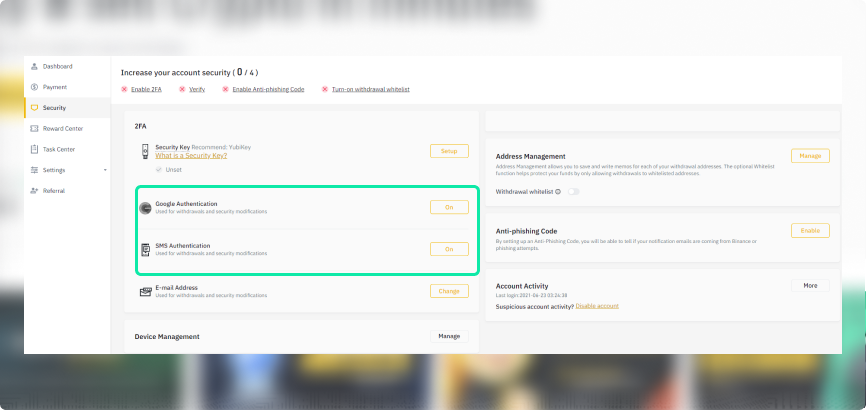 Dashboard
Payment
Security
Reward Center
Task Center
Settings
Referral
Increase your account security ( 0 / 4 )
Enable 2FA
Verify
Enable Anti-phishing Code
Turn-on withdrawal whitelist
2FA
Security Key Recommend: YubiKey
What is a Security Key?
Setup
Unset
Google Authentication
Used for withdrawals and security modifications
On
SMS Authentication
Used for withdrawals and security modifications
On
E-mail Address
Used for withdrawals and security modifications
Change
Device Management
Manage
Address Management
Address Management allows you to save and write memos for each of your withdrawal addresses. The optional Whitelist
function helps protect your funds by only allowing withdrawals to whitelisted addresses.
Manage
Withdrawal whitelist
Anti-phishing Code
By setting up an Anti-Phishing Code, you will be able to tell if your notification emails are coming from Binance or
phishing attempts.
Enable
Account Activity
Last login:2021-06-23 03:24:38
More
Suspicious account activity? Disable account